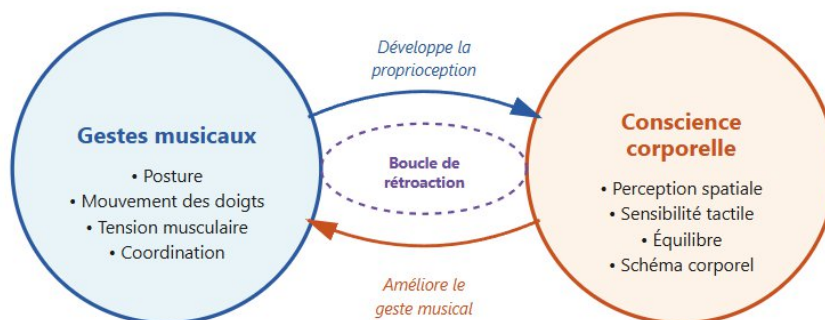 Gestes musicaux
• Posture
• Mouvement des doigts
• Tension musculaire
• Coordination
Développe la
proprioception
Boucle de
rétroaction
Améliore le
geste musical
Conscience
corporelle
• Perception spatiale
• Sensibilité tactile
• Équilibre
• Schéma corporel